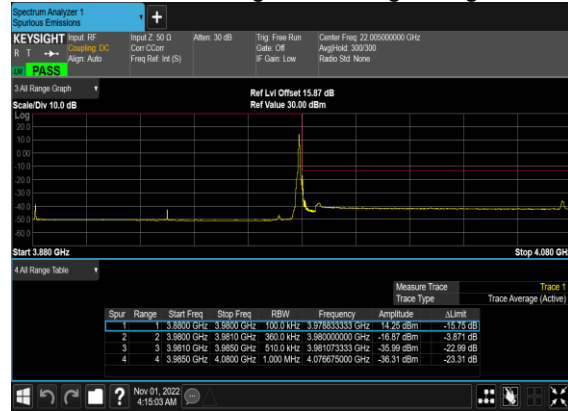 Spectrum Analyzer 1
Spurious Emissions
KEYSIGHT Input: RF Input Z: 50 Ω Atten: 30 dB Trig: Free Run Center Freq: 22.005000000 GHz
R T Coupling: DC Corr CCorr Gate: Off Avg|Hold: 300/300
Align: Auto Freq Ref: Int (S) IF Gain: Low Radio Std: None
PASS
3 All Range Graph
Ref Lvl Offset 15.87 dB
Scale/Div 10.0 dB Ref Value 30.00 dBm
Log
20.0
10.0
0.00
-10.0
-20.0
-30.0
-40.0
-50.0
-60.0
Start 3.880 GHz Stop 4.080 GH
4 All Range Table
Measure Trace Trace 1
Trace Type Trace Average (Active)
Spur Range Start Freq Stop Freq RBW Frequency Amplitude ΔLimit
1 1 3.8800 GHz 3.9800 GHz 100.0 kHz 3.978833333 GHz 14.25 dBm -15.75 dB
2 2 3.9800 GHz 3.9810 GHz 360.0 kHz 3.980000000 GHz -16.87 dBm -3.871 dB
3 3 3.9810 GHz 3.9850 GHz 510.0 kHz 3.981073333 GHz -35.99 dBm -22.99 dB
4 4 3.9850 GHz 4.0800 GHz 1.000 MHz 4.076675000 GHz -36.31 dBm -23.31 dB
? Nov 01, 2022
4:15:03 AM